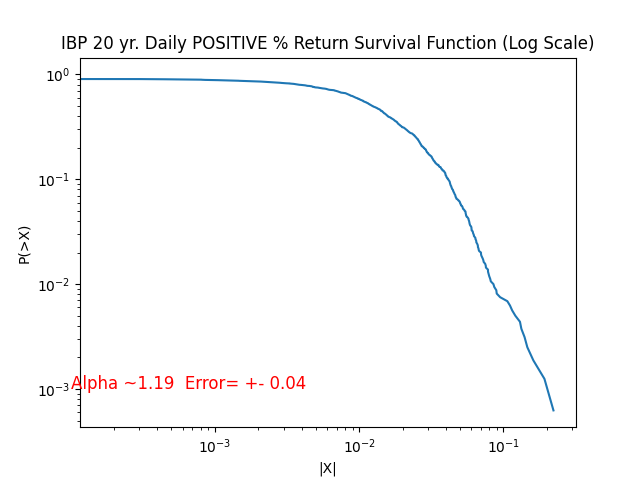 IBP 20 yr. Daily POSITIVE % Return Survival Function (Log Scale)
10⁰
10⁻¹
10⁻²
10⁻³
P(>X)
Alpha ~1.19  Error= +- 0.04
10⁻³ 10⁻² 10⁻¹
|X|